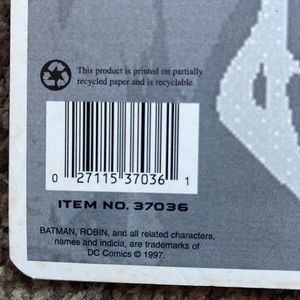 This product is printed on partially
recycled paper and is recyclable
0 27115 37036 1
ITEM NO. 37036
BATMAN, ROBIN, and all related characters,
names and indicia, are trademarks of
DC Comics © 1997.